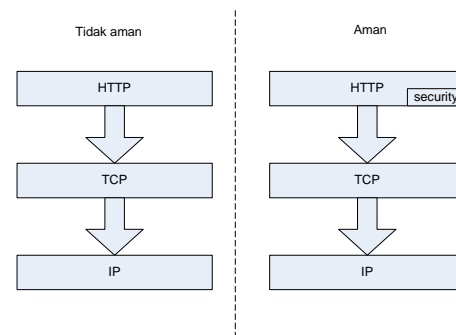 Tidak aman
HTTP
TCP
IP
Aman
HTTP
security
TCP
IP